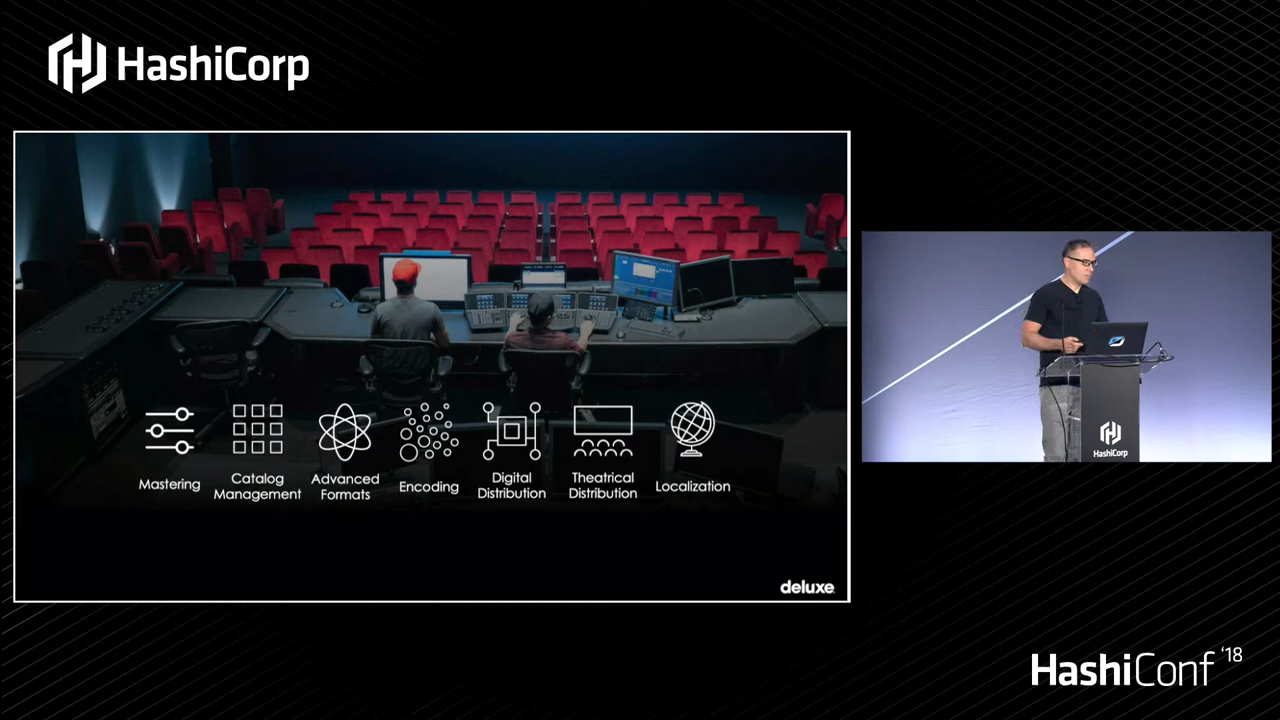 HashiCorp
Mastering
Catalog
Management
Advanced
Formats
Encoding
Digital
Distribution
Theatrical
Distribution
Localization
deluxe
HashiCorp
HashiConf '18